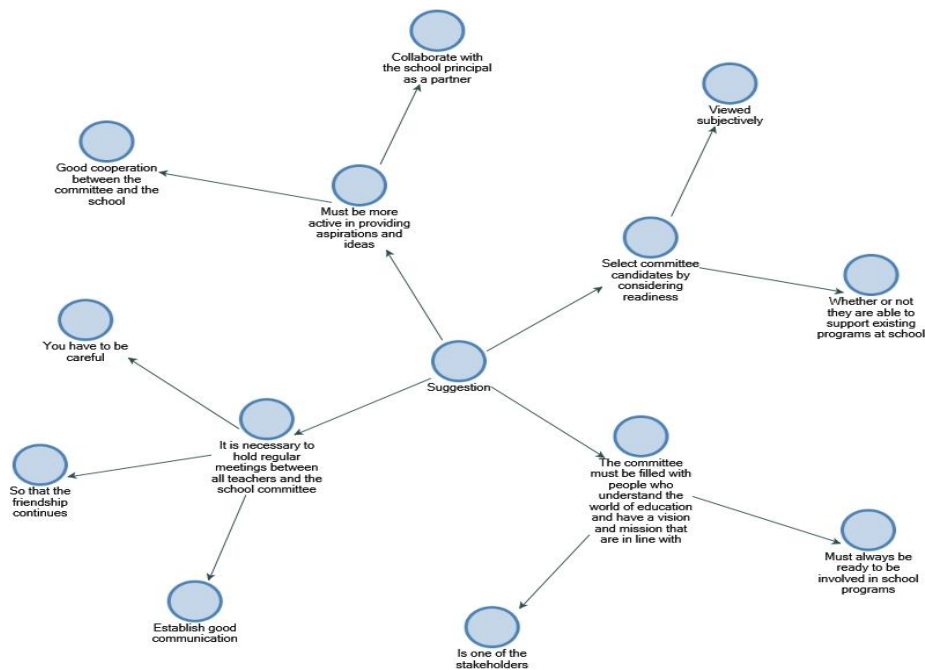 Collaborate with
the school principal
as a partner
Viewed
subjectively
Good cooperation
between the
committee and the
school
Must be more
active in providing
aspirations and
ideas
Select committee
candidates by
considering
readiness
Whether or not
they are able to
support existing
programs at school
You have to be
careful
Suggestion
It is necessary to
hold regular
meetings between
all teachers and the
school committee
The committee
must be filled with
people who
understand the
world of education
and have a vision
and mission that
are in line with
So that the
friendship
continues
Must always be
ready to be
involved in school
programs
Establish good
communication
Is one of the
stakeholders